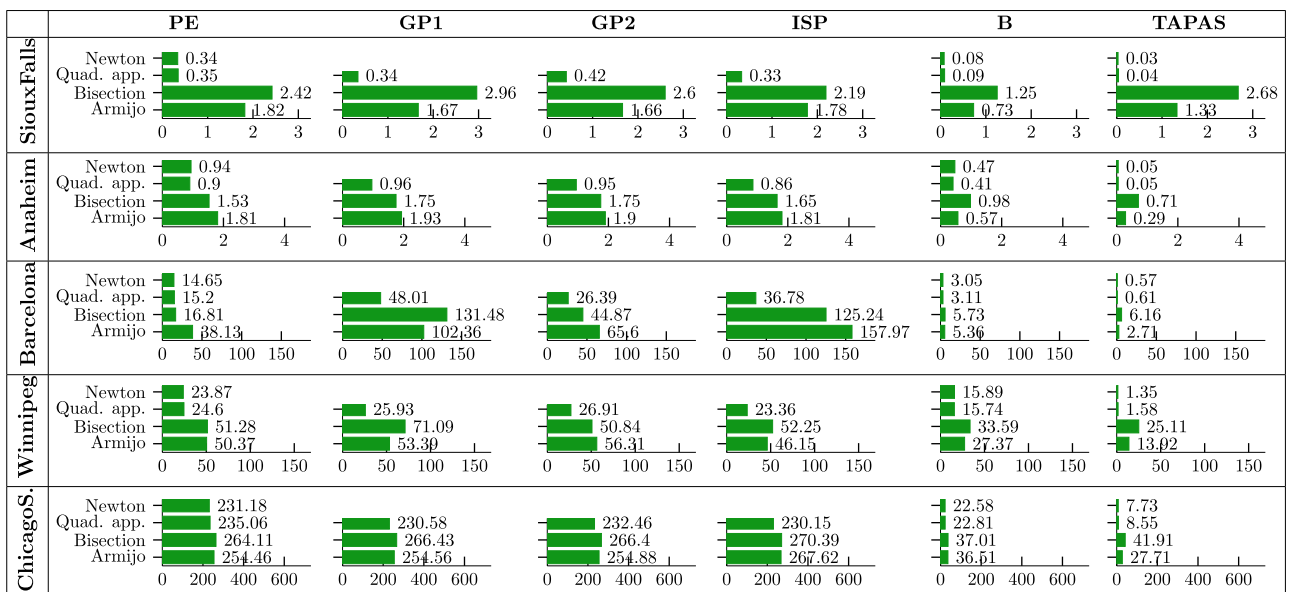 PE GP1 GP2 ISP B TAPAS
SiouxFalls
Newton 0.34 0.08 0.03
Quad. app. 0.35 0.34 0.42 0.33 0.09 0.04
Bisection 2.42 2.96 2.6 2.19 1.25 2.68
Armijo 1.82 1.67 1.66 1.78 0.73 1.33
0 1 2 3 0 1 2 3 0 1 2 3 0 1 2 3 0 1 2 3 0 1 2 3
Anaheim
Newton 0.94 0.47 0.05
Quad. app. 0.9 0.96 0.95 0.86 0.41 0.05
Bisection 1.53 1.75 1.75 1.65 0.98 0.71
Armijo 1.81 1.93 1.9 1.81 0.57 0.29
0 2 4 0 2 4 0 2 4 0 2 4 0 2 4 0 2 4
Barcelona
Newton 14.65 3.05 0.57
Quad. app. 15.2 48.01 26.39 36.78 3.11 0.61
Bisection 16.81 131.48 44.87 125.24 5.73 6.16
Armijo 38.13 102.36 65.6 157.97 5.36 2.71
0 50 100 150 0 50 100 150 0 50 100 150 0 50 100 150 0 50 100 150 0 50 100 150
Winnipeg
Newton 23.87 15.89 1.35
Quad. app. 24.6 25.93 26.91 23.36 15.74 1.58
Bisection 51.28 71.09 50.84 52.25 33.59 25.11
Armijo 50.37 53.39 56.31 46.15 27.37 13.92
0 50 100 150 0 50 100 150 0 50 100 150 0 50 100 150 0 50 100 150 0 50 100 150
ChicagoS.
Newton 231.18 22.58 7.73
Quad. app. 235.06 230.58 232.46 230.15 22.81 8.55
Bisection 264.11 266.43 266.4 270.39 37.01 41.91
Armijo 254.46 254.56 254.88 267.62 36.51 27.71
0 200 400 600 0 200 400 600 0 200 400 600 0 200 400 600 0 200 400 600 0 200 400 600